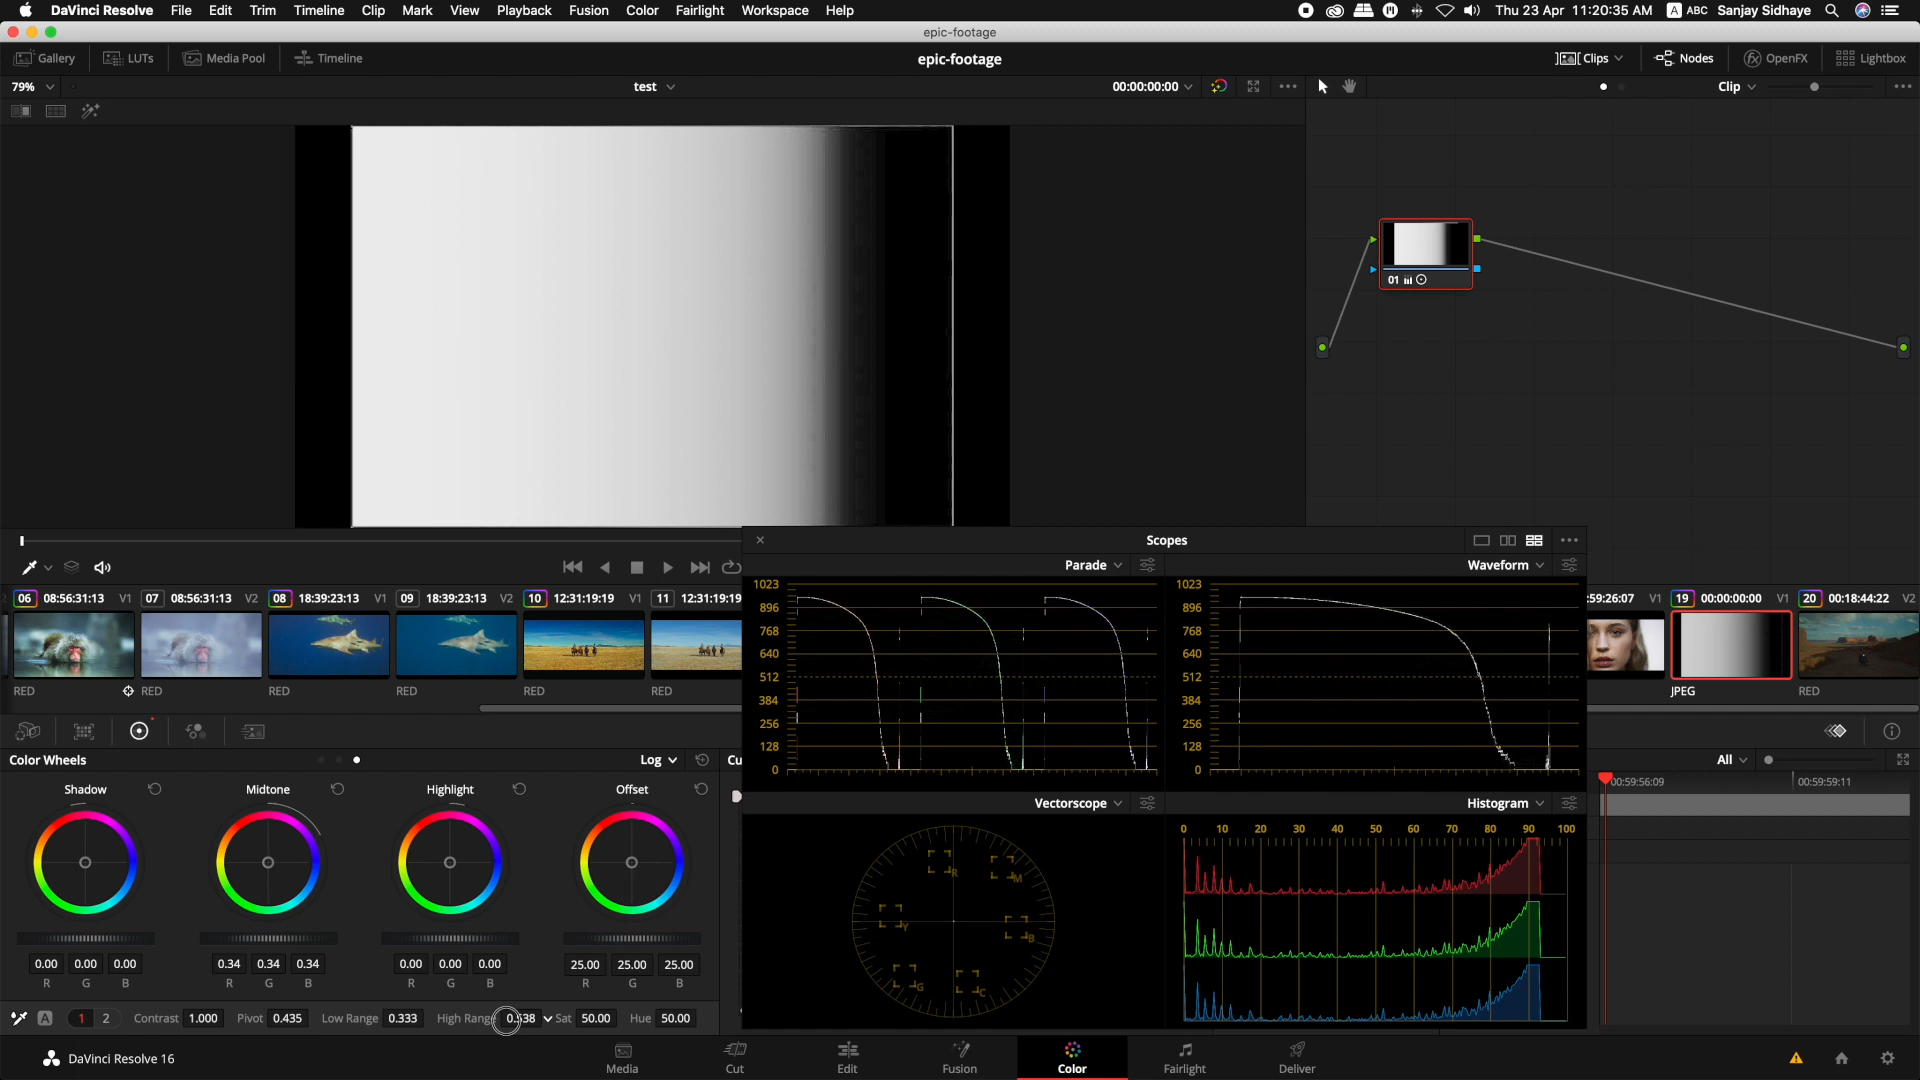 DaVinci Resolve File Edit Trim Timeline Clip Mark View Playback Fusion Color Fairlight Workspace Help
Thu 23 Apr 11:20:35 AM A ABC Sanjay Sidhaye
epic-footage
Gallery LUTs Media Pool Timeline
epic-footage
Clips Nodes OpenFX Lightbox
79% test 00:00:00:00 Clip
01
Scopes
Parade Waveform
1023 896 768 640 512 384 256 128 0
1023 896 768 640 512 384 256 128 0
Vectorscope Histogram
R M Y B G C
0 10 20 30 40 50 60 70 80 90 100
06 08:56:31:13 V1 07 08:56:31:13 V2 08 18:39:23:13 V1 09 18:39:23:13 V2 10 12:31:19:19 V1 11 12:31:19:19
:59:26:07 V1 19 00:00:00:00 V1 20 00:18:44:22 V2
RED RED RED RED RED RED JPEG RED
Color Wheels Log Cu
All
00:59:56:09 00:59:59:11
Shadow Midtone Highlight Offset
0.00 0.00 0.00 0.34 0.34 0.34 0.00 0.00 0.00 25.00 25.00 25.00
R G B R G B R G B R G B
A 1 2 Contrast 1.000 Pivot 0.435 Low Range 0.333 High Rang Sat 50.00 Hue 50.00
DaVinci Resolve 16
Media Cut Edit Fusion Color Fairlight Deliver